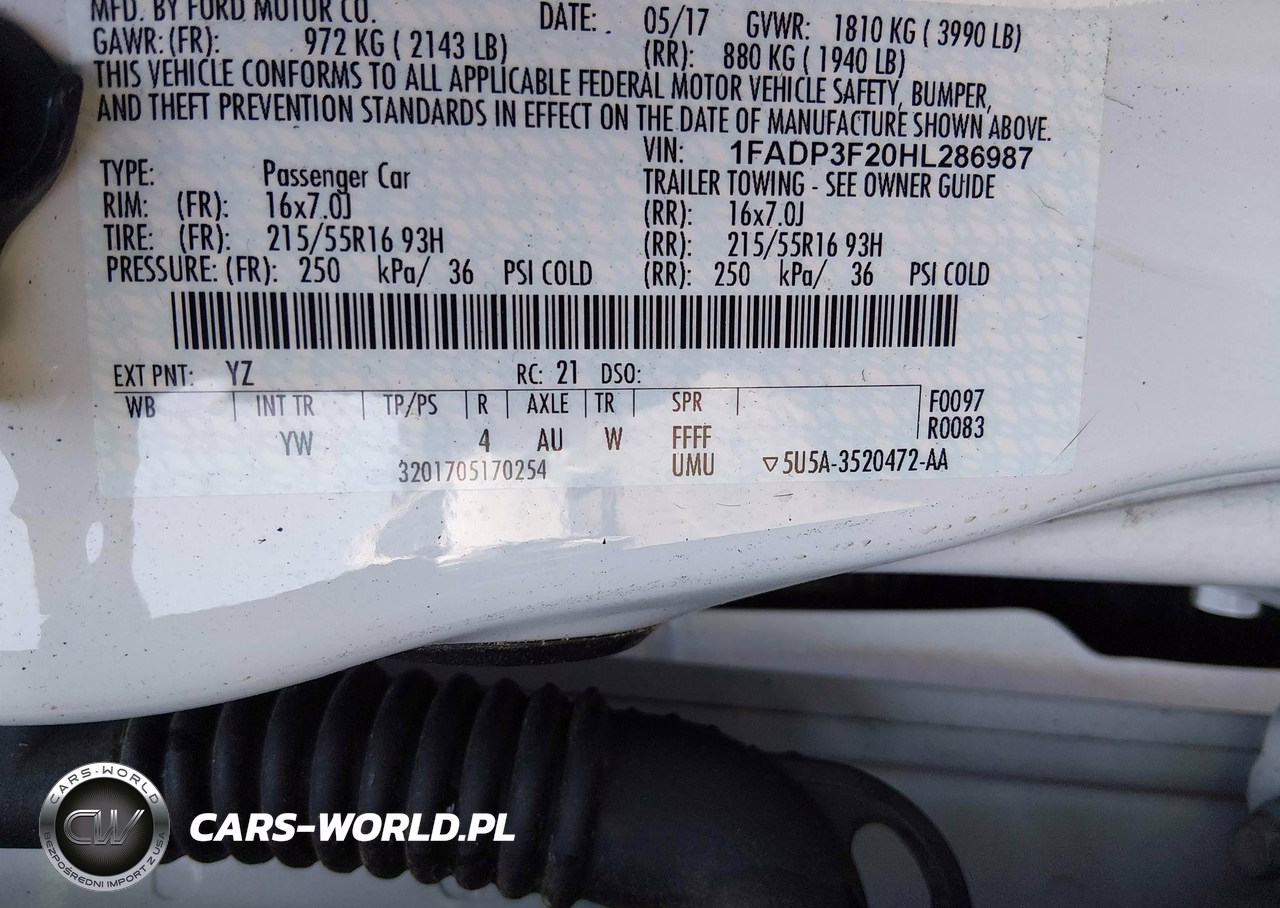 MFD. BY FORD MOTOR CO. DATE: 05/17 GVWR: 1810 KG ( 3990 LB)
GAWR: (FR): 972 KG ( 2143 LB) (RR): 880 KG ( 1940 LB)
THIS VEHICLE CONFORMS TO ALL APPLICABLE FEDERAL MOTOR VEHICLE SAFETY, BUMPER,
AND THEFT PREVENTION STANDARDS IN EFFECT ON THE DATE OF MANUFACTURE SHOWN ABOVE.
VIN: 1FADP3F20HL286987
TYPE: Passenger Car TRAILER TOWING - SEE OWNER GUIDE
RIM: (FR): 16x7.0J (RR): 16x7.0J
TIRE: (FR): 215/55R16 93H (RR): 215/55R16 93H
PRESSURE: (FR): 250 kPa/ 36 PSI COLD (RR): 250 kPa/ 36 PSI COLD
EXT PNT: YZ RC: 21 DSO:
WB INT TR TP/PS R AXLE TR SPR F0097
YW 4 AU W FFFF R0083
3201705170254 UMU ▽5U5A-3520472-AA
CARS-WORLD
CW
BEZPOŚREDNI IMPORT Z USA
CARS-WORLD.PL